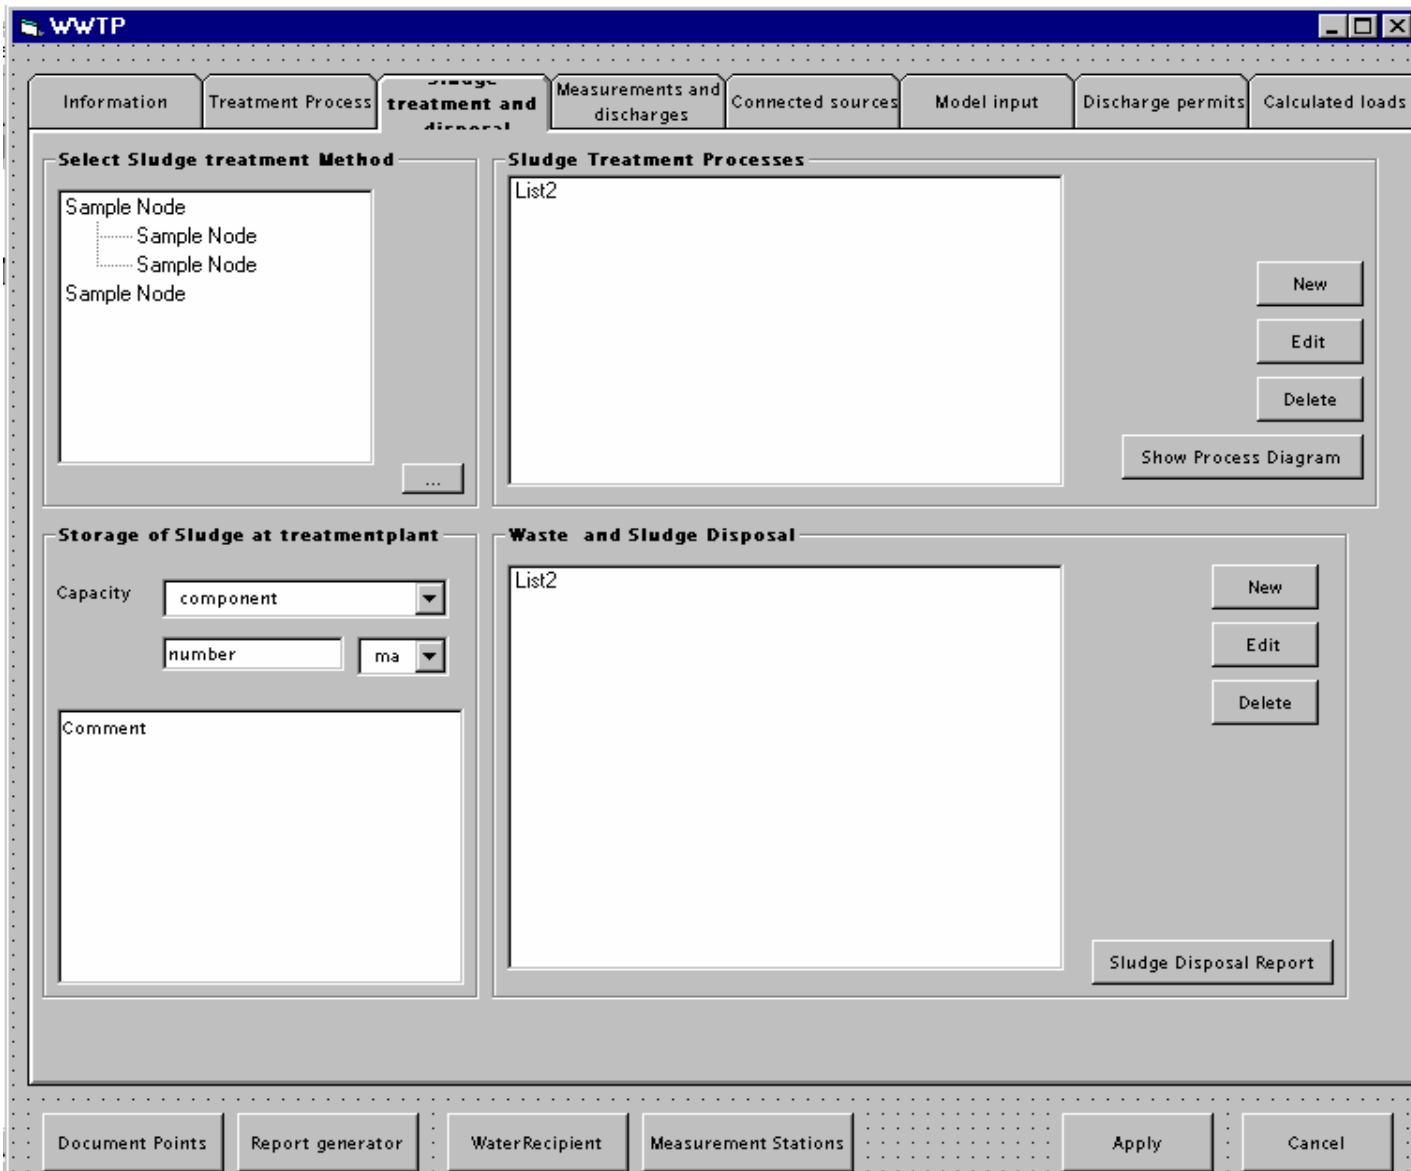 WWTP
Information
Treatment Process
Sludge
treatment and
disposal
Measurements and
discharges
Connected sources
Model input
Discharge permits
Calculated loads
Select Sludge treatment Method
Sample Node
Sample Node
Sample Node
Sample Node
...
Sludge Treatment Processes
List2
New
Edit
Delete
Show Process Diagram
Storage of Sludge at treatmentplant
Capacity
component
number
ma
Comment
Waste and Sludge Disposal
List2
New
Edit
Delete
Sludge Disposal Report
Document Points
Report generator
WaterRecipient
Measurement Stations
Apply
Cancel